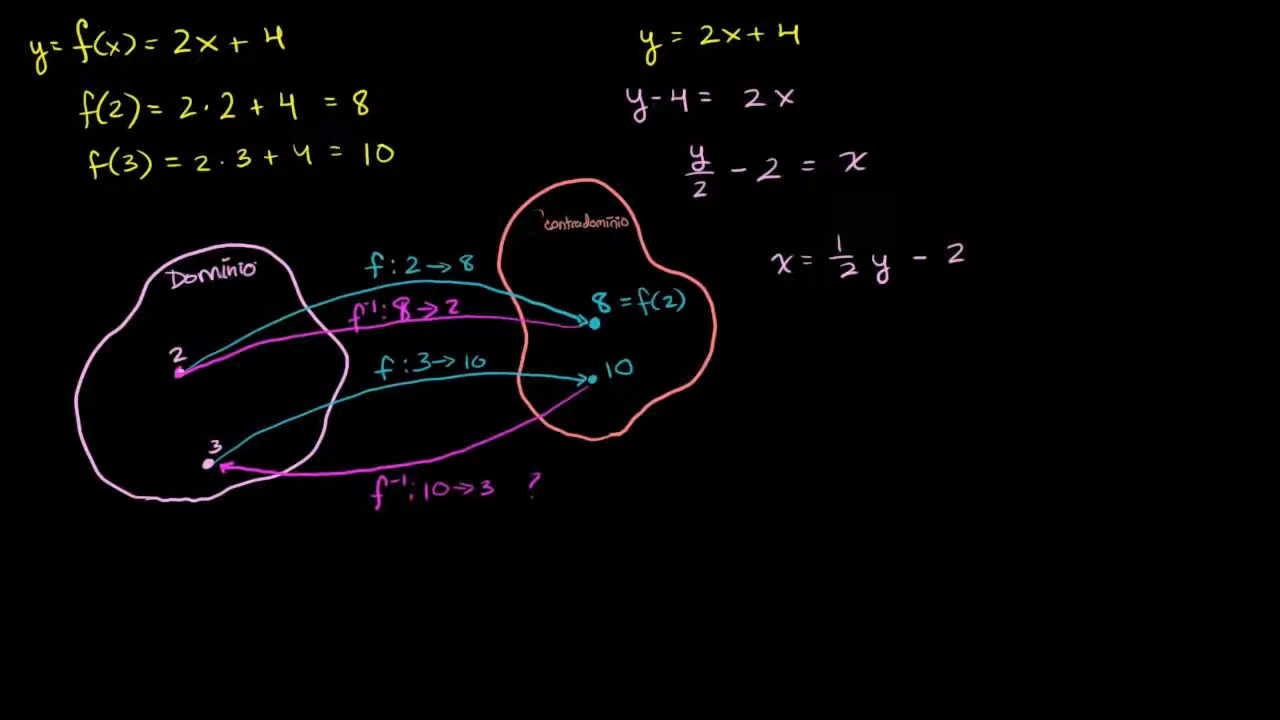 y = f(x) = 2x + 4
f(2) = 2 · 2 + 4 = 8
f(3) = 2 · 3 + 4 = 10
y = 2x + 4
y - 4 = 2x
y/2 - 2 = x
x = 1/2 y - 2
Domínio
contradomínio
f : 2 → 8
f⁻¹ : 8 → 2
8 = f(2)
2
f : 3 → 10
10
3
f⁻¹ : 10 → 3 ?